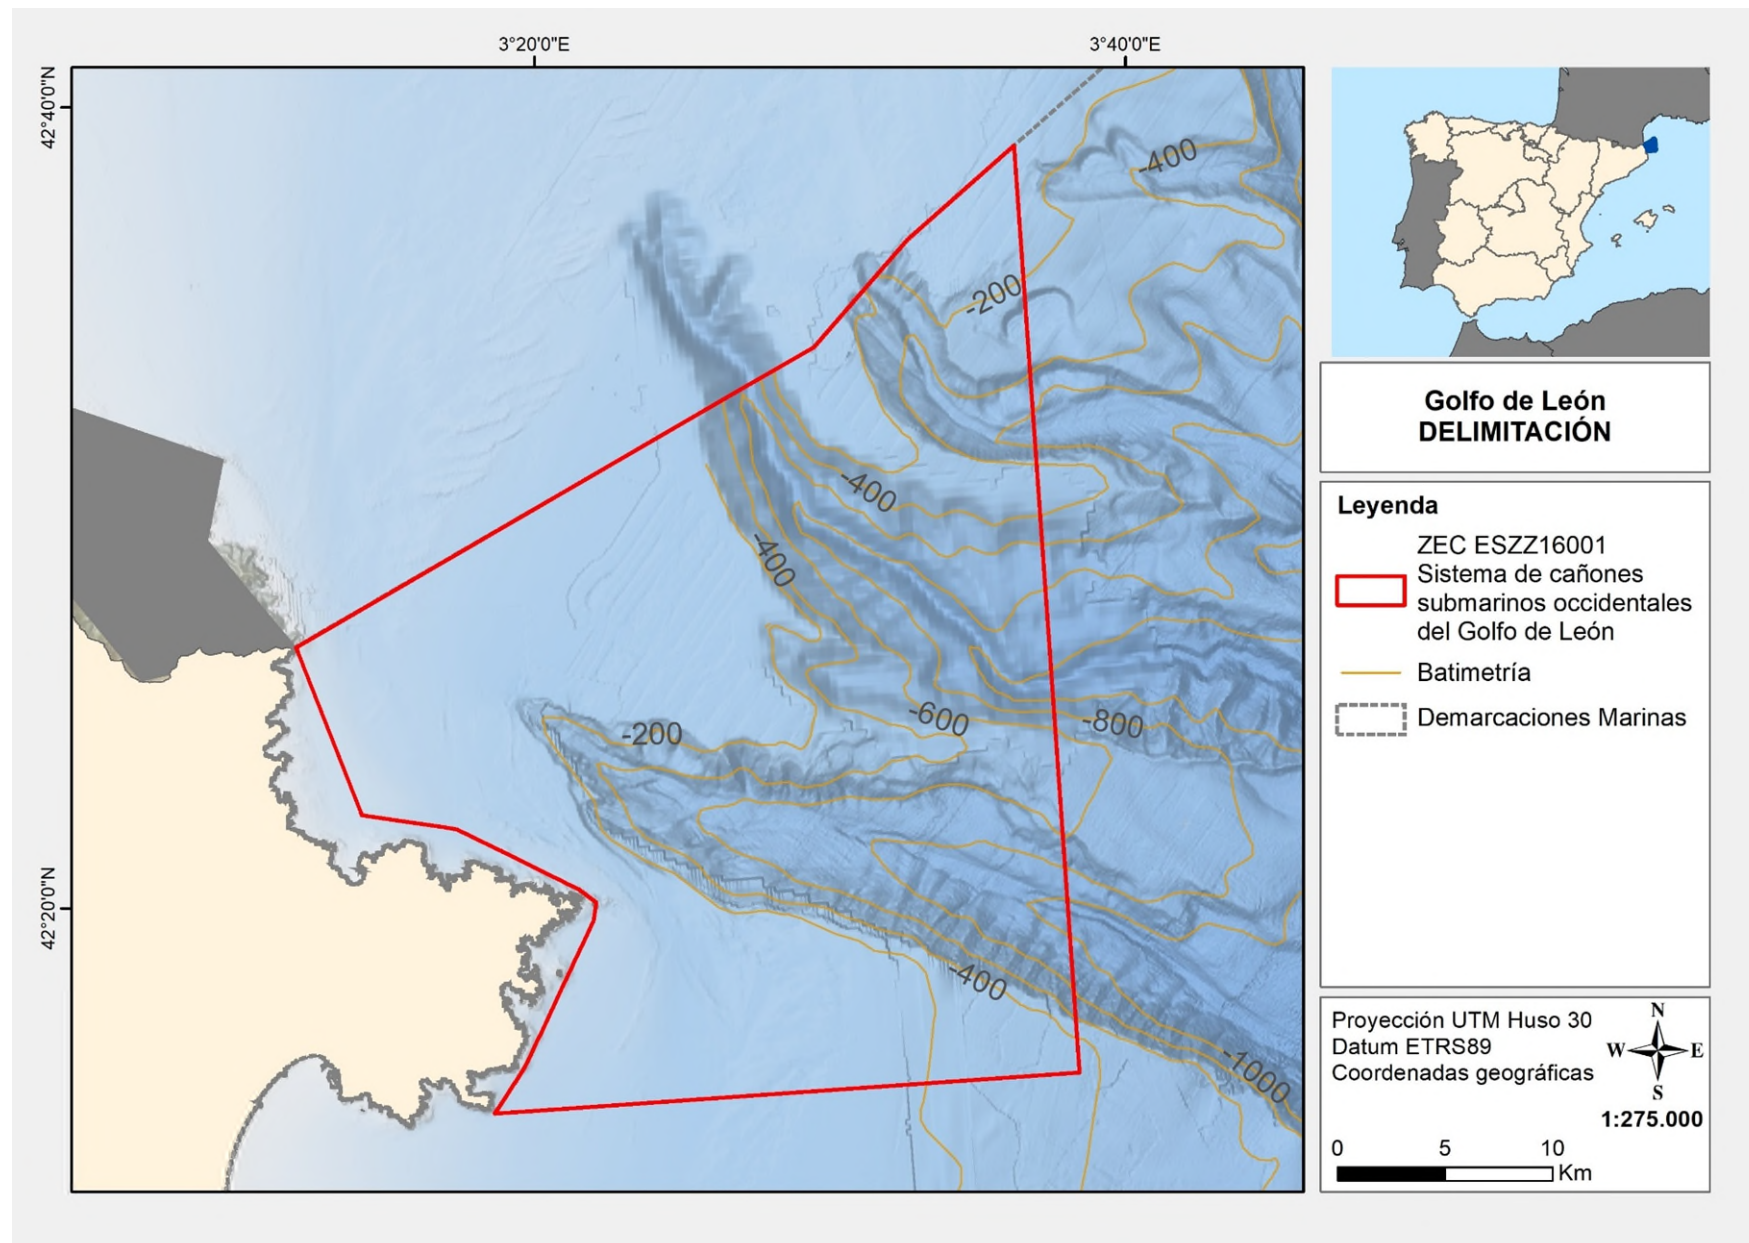 3°20'0"E
3°40'0"E
42°40'0"N
42°20'0"N
-400
-200
-400
-400
-200
-600
-800
-400
-1000
Golfo de León
DELIMITACIÓN
Leyenda
ZEC ESZZ16001
Sistema de cañones
submarinos occidentales
del Golfo de León
Batimetría
Demarcaciones Marinas
Proyección UTM Huso 30
Datum ETRS89
Coordenadas geográficas
N
W E
S
1:275.000
0 5 10
Km